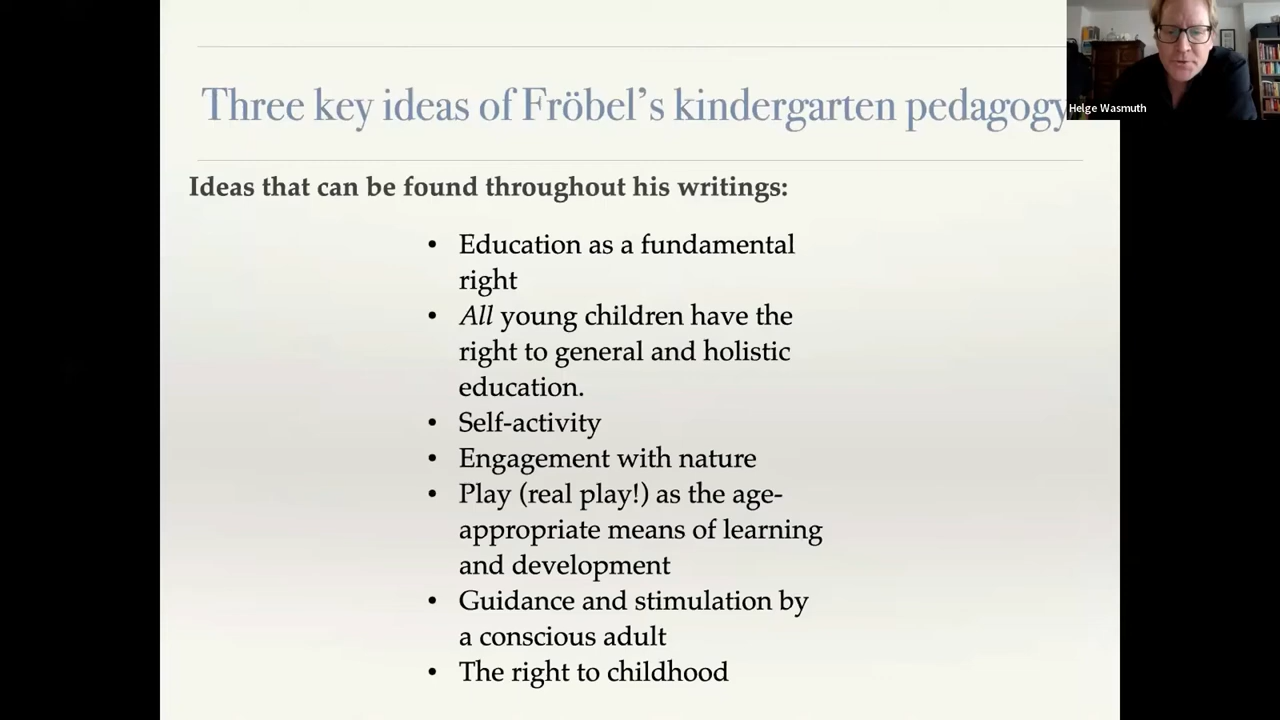 Three key ideas of Fröbel's kindergarten pedagogy
Helge Wasmuth
Ideas that can be found throughout his writings:
• Education as a fundamental
right
• All young children have the
right to general and holistic
education.
• Self-activity
• Engagement with nature
• Play (real play!) as the age-
appropriate means of learning
and development
• Guidance and stimulation by
a conscious adult
• The right to childhood